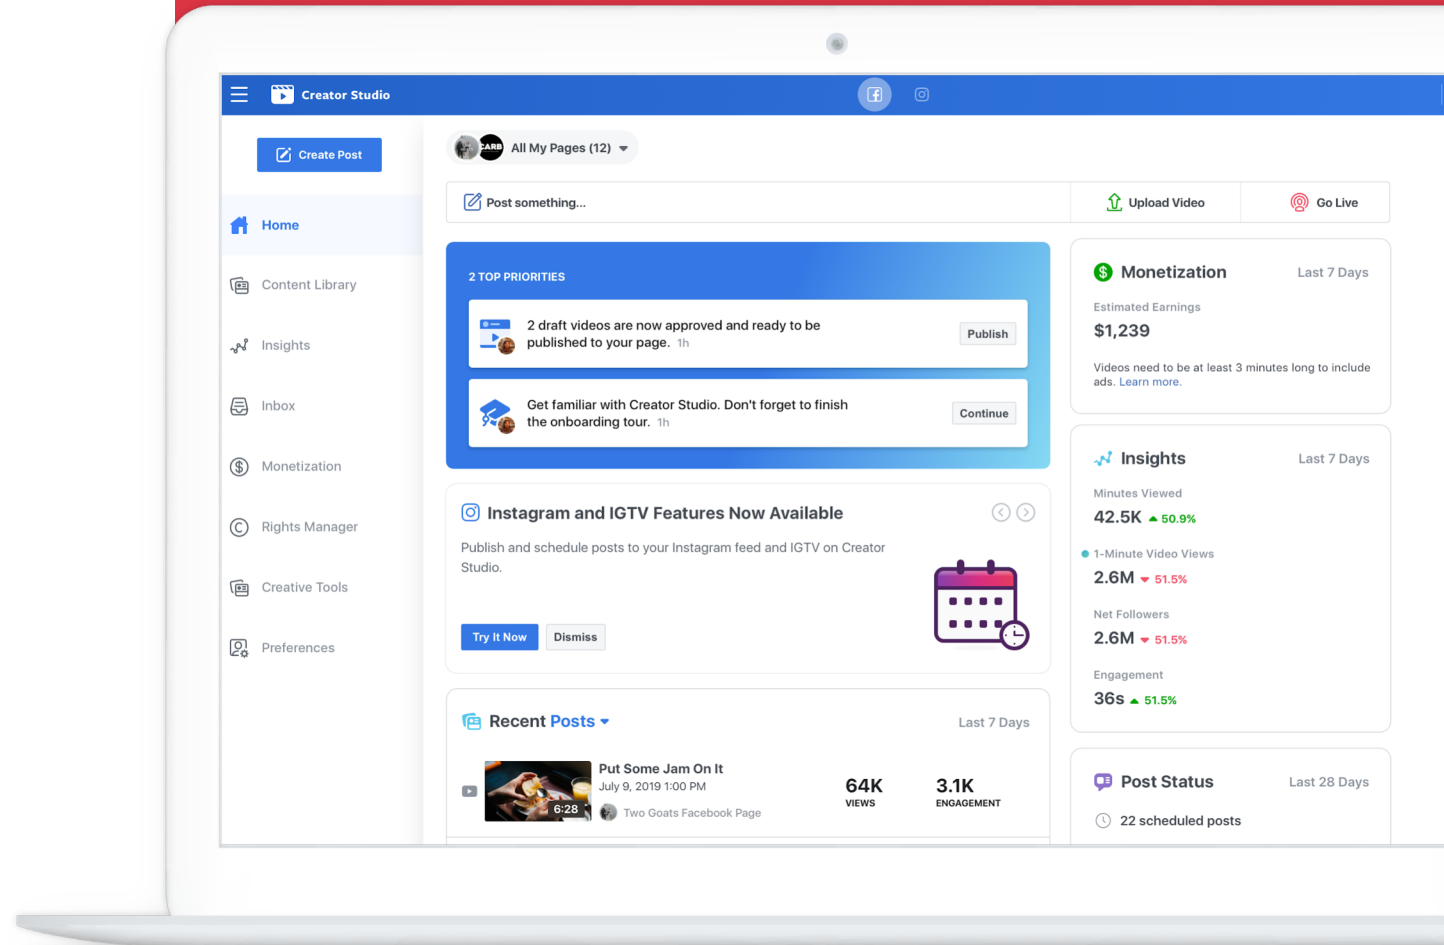 Creator Studio
Create Post
Home
Content Library
Insights
Inbox
Monetization
Rights Manager
Creative Tools
Preferences
CARB
All My Pages (12)
Post something...
Upload Video
Go Live
2 TOP PRIORITIES
2 draft videos are now approved and ready to be
published to your page. 1h
Publish
Get familiar with Creator Studio. Don't forget to finish
the onboarding tour. 1h
Continue
Instagram and IGTV Features Now Available
Publish and schedule posts to your Instagram feed and IGTV on Creator
Studio.
Try It Now
Dismiss
Recent Posts
Last 7 Days
6:28
Put Some Jam On It
July 9, 2019 1:00 PM
Two Goats Facebook Page
64K
VIEWS
3.1K
ENGAGEMENT
Monetization
Last 7 Days
Estimated Earnings
$1,239
Videos need to be at least 3 minutes long to include
ads. Learn more.
Insights
Last 7 Days
Minutes Viewed
42.5K 50.9%
1-Minute Video Views
2.6M 51.5%
Net Followers
2.6M 51.5%
Engagement
36s 51.5%
Post Status
Last 28 Days
22 scheduled posts